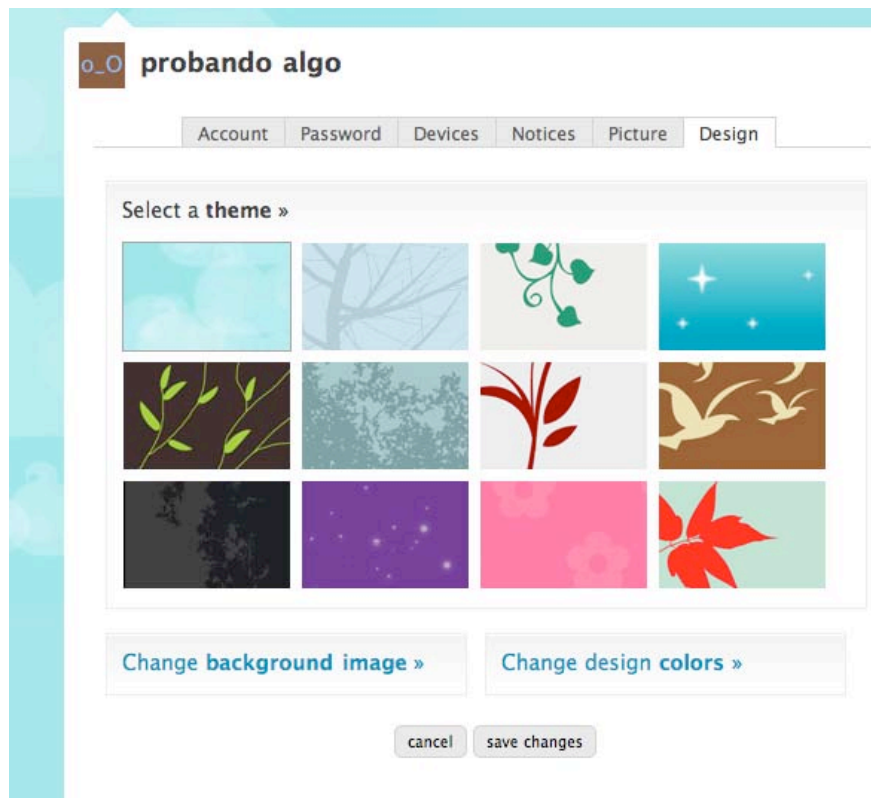 o_O probando algo
Account Password Devices Notices Picture Design
Select a theme »
Change background image » Change design colors »
cancel save changes